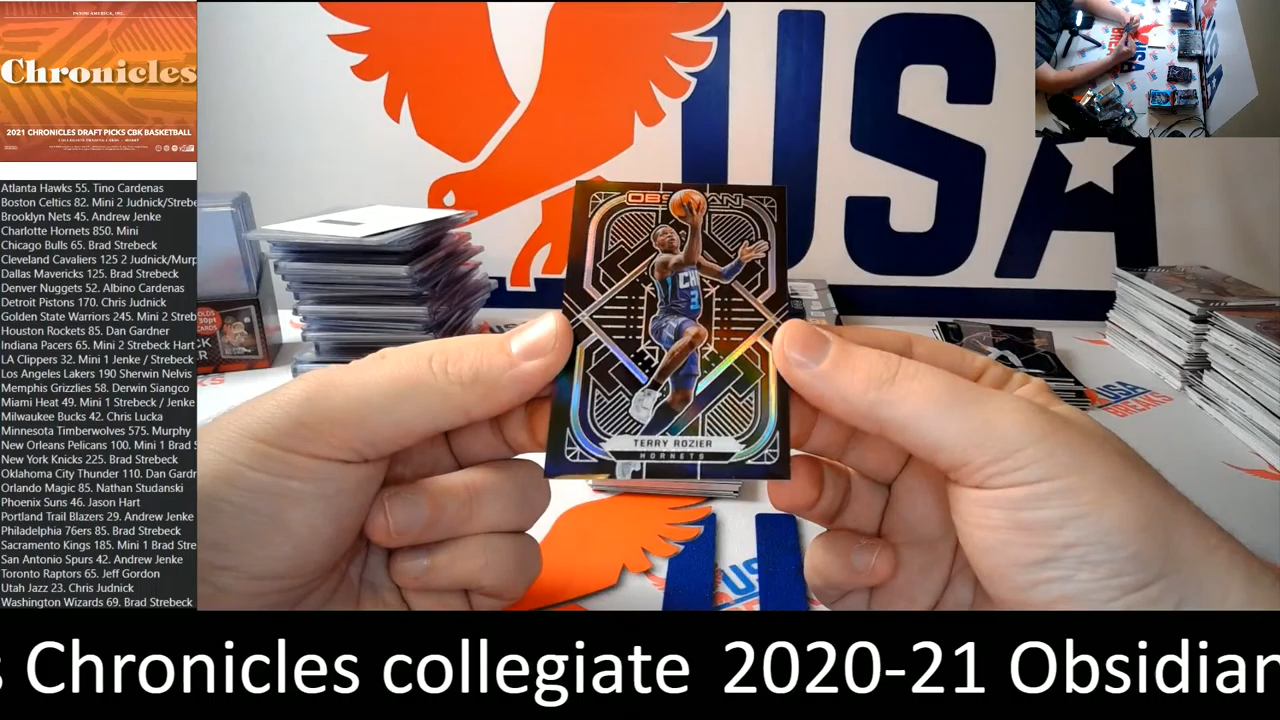 PANINI AMERICA, INC.
Chronicles
2021 CHRONICLES DRAFT PICKS CBK BASKETBALL
Atlanta Hawks 55. Tino Cardenas
Boston Celtics 82. Mini 2 Judnick/Strebe
Brooklyn Nets 45. Andrew Jenke
Charlotte Hornets 850. Mini
Chicago Bulls 65. Brad Strebeck
Cleveland Cavaliers 125 2 Judnick/Murp
Dallas Mavericks 125. Brad Strebeck
Denver Nuggets 52. Albino Cardenas
Detroit Pistons 170. Chris Judnick
Golden State Warriors 245. Mini 2 Streb
Houston Rockets 85. Dan Gardner
Indiana Pacers 65. Mini 2 Strebeck Hart
LA Clippers 32. Mini 1 Jenke / Strebeck
Los Angeles Lakers 190 Sherwin Nelvis
Memphis Grizzlies 58. Derwin Siangco
Miami Heat 49. Mini 1 Strebeck / Jenke
Milwaukee Bucks 42. Chris Lucka
Minnesota Timberwolves 575. Murphy
New Orleans Pelicans 100. Mini 1 Brad S
New York Knicks 225. Brad Strebeck
Oklahoma City Thunder 110. Dan Gardr
Orlando Magic 85. Nathan Studanski
Phoenix Suns 46. Jason Hart
Portland Trail Blazers 29. Andrew Jenke
Philadelphia 76ers 85. Brad Strebeck
Sacramento Kings 185. Mini 1 Brad Stre
San Antonio Spurs 42. Andrew Jenke
Toronto Raptors 65. Jeff Gordon
Utah Jazz 23. Chris Judnick
Washington Wizards 69. Brad Strebeck
USA
CH
3
TERRY ROZIER
HORNETS
USA
BREAKS
USA
s Chronicles collegiate 2020-21 Obsidian